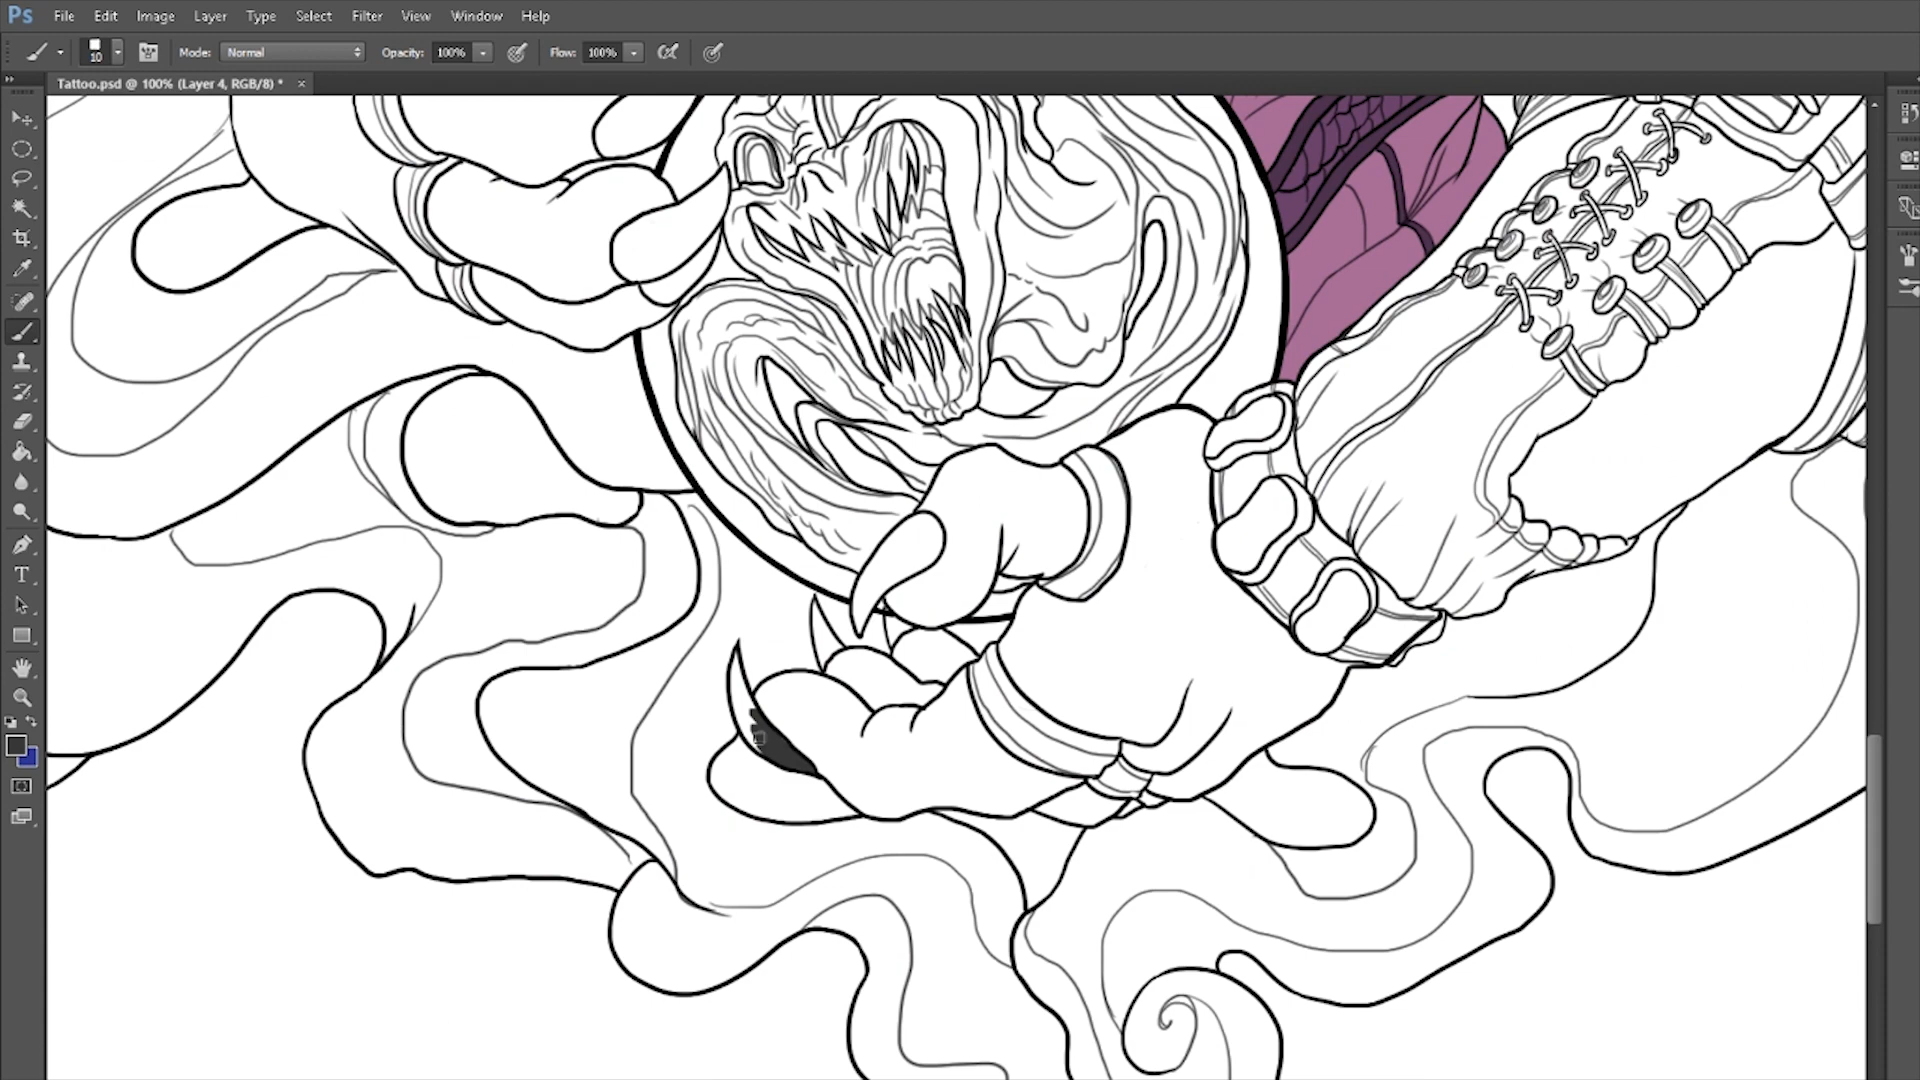 Ps File Edit Image Layer Type Select Filter View Window Help
10 Mode: Normal Opacity: 100% Flow: 100%
Tattoo.psd @ 100% (Layer 4, RGB/8) * ×
T